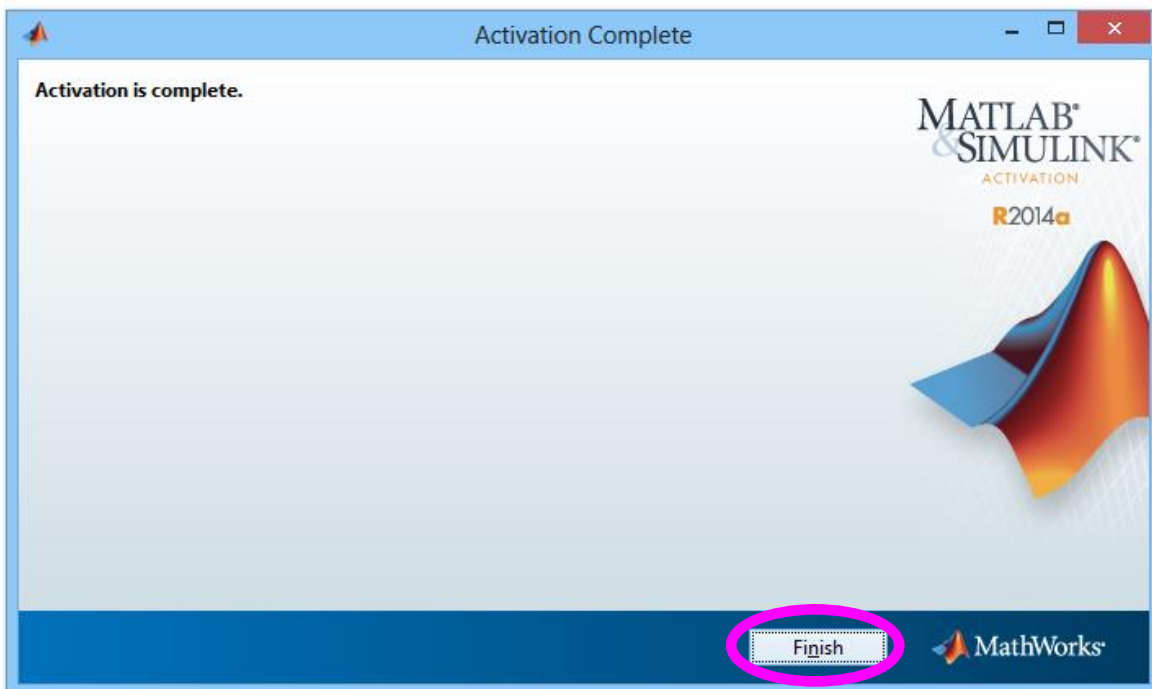 Activation Complete
Activation is complete.
MATLAB®
&SIMULINK®
ACTIVATION
R2014a
Finish
MathWorks®